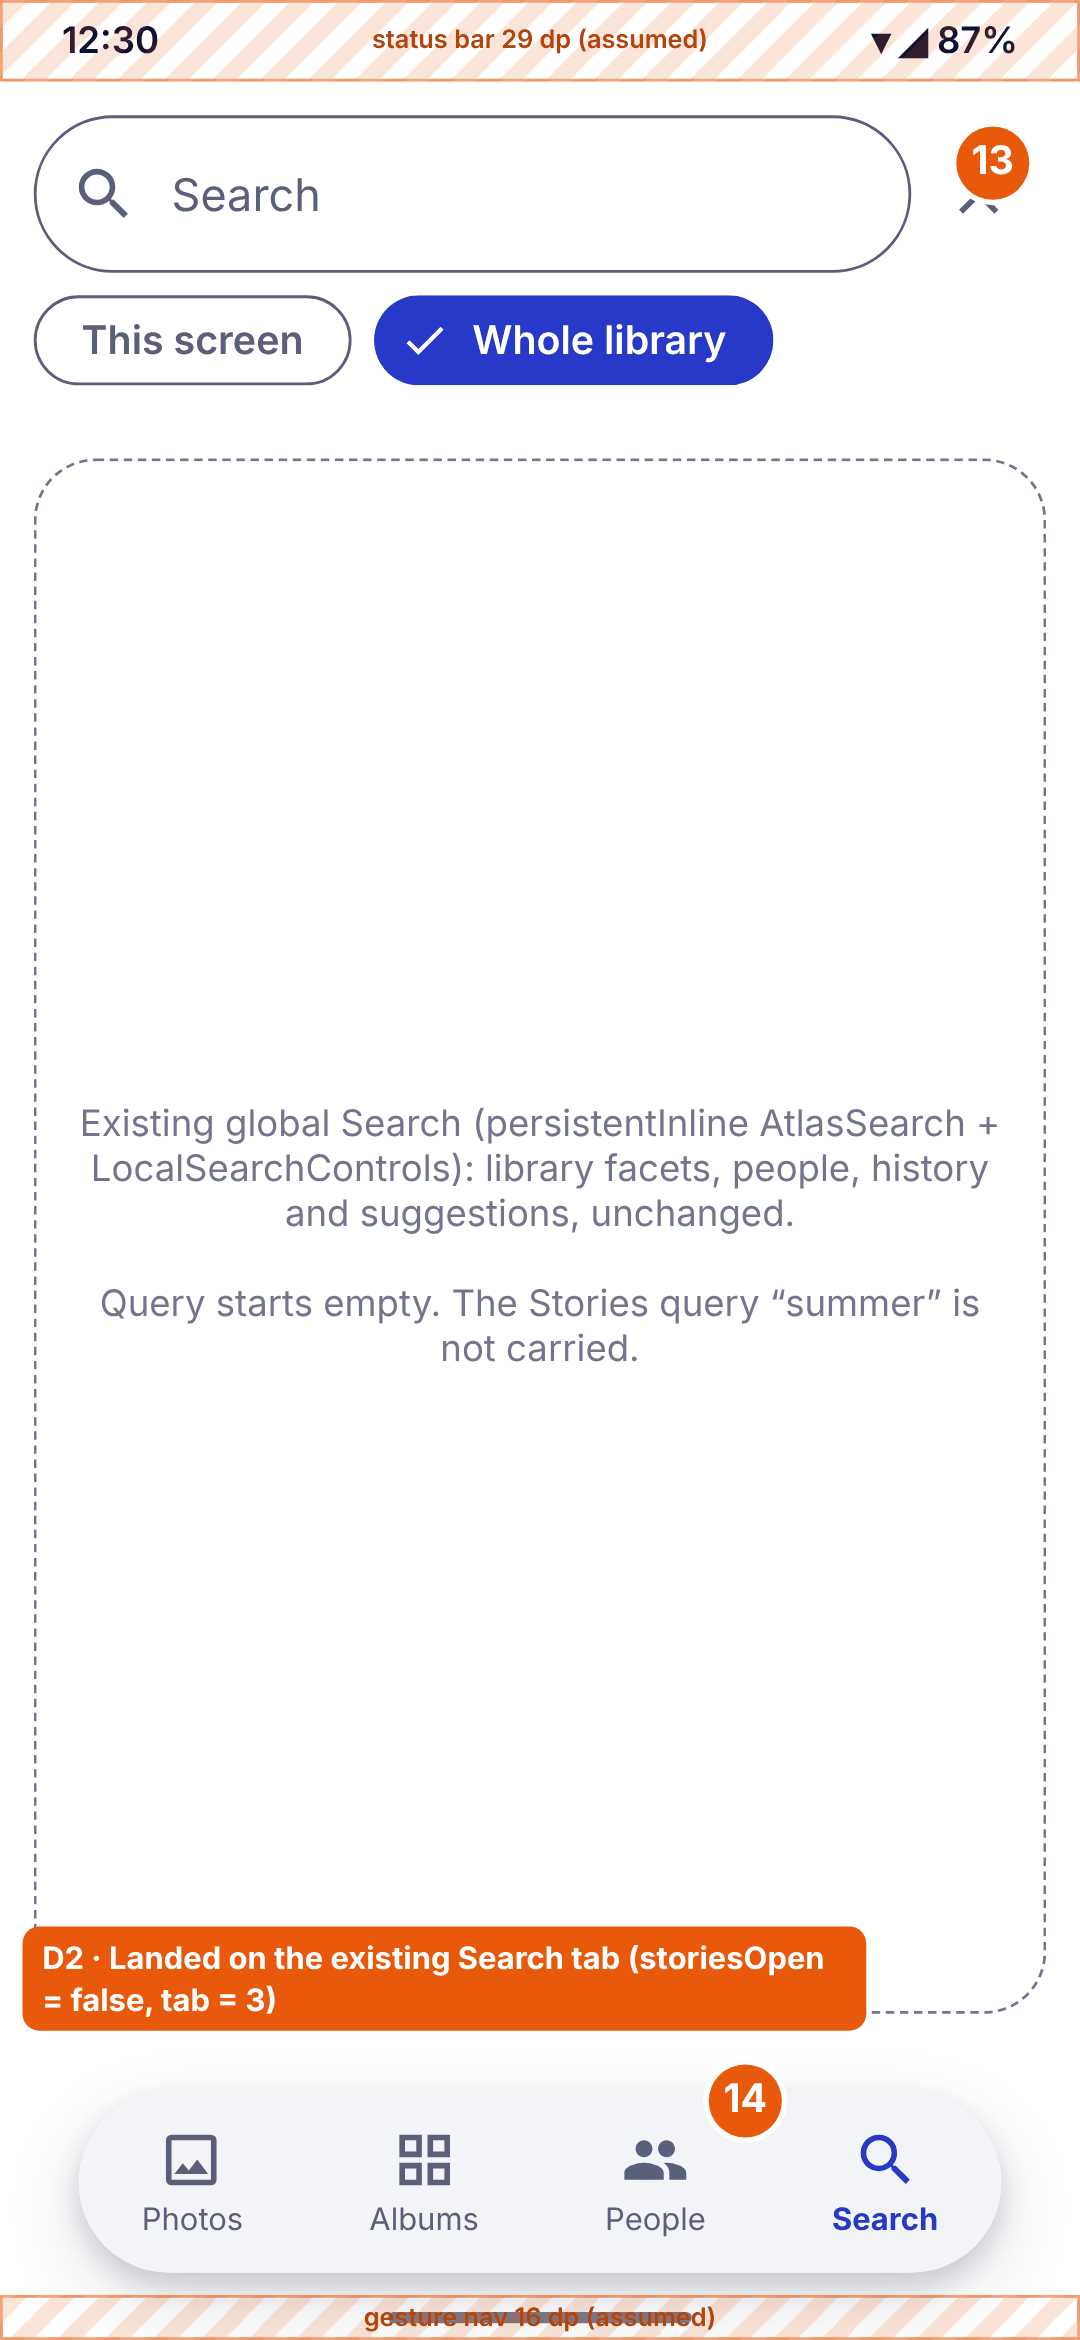 12:30
status bar 29 dp (assumed)
87%
13
Search
This screen
Whole library
Existing global Search (persistentInline AtlasSearch +
LocalSearchControls): library facets, people, history
and suggestions, unchanged.
Query starts empty. The Stories query “summer” is
not carried.
D2 · Landed on the existing Search tab (storiesOpen
= false, tab = 3)
14
Photos
Albums
People
Search
gesture nav 16 dp (assumed)